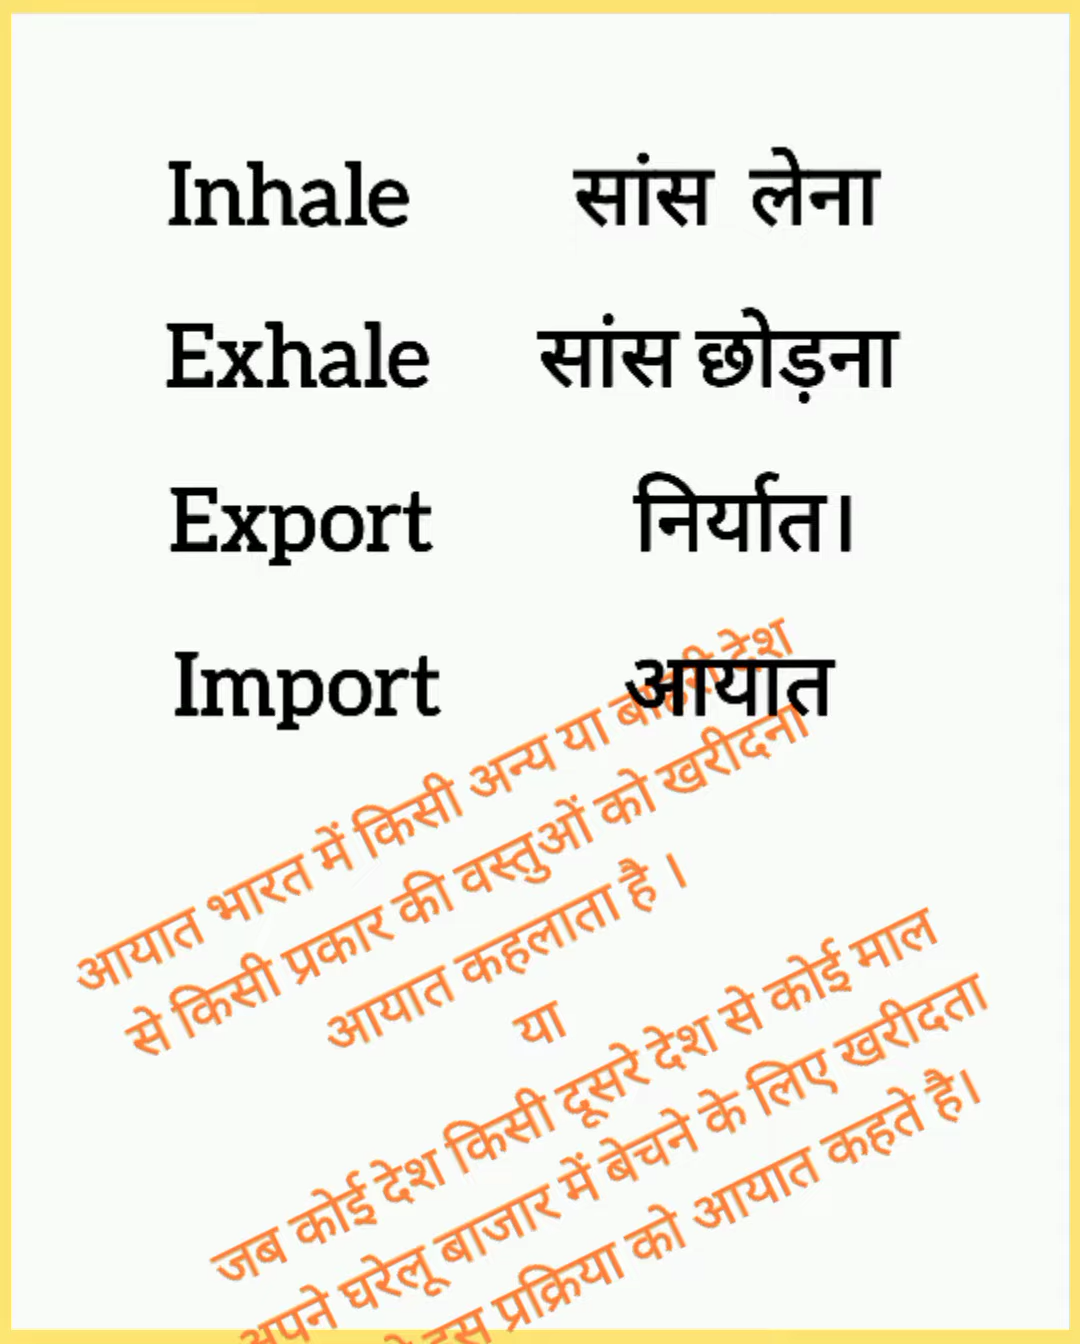 Inhale सांस लेना
Exhale सांस छोड़ना
Export निर्यात।
Import आयात
आयात भारत में किसी अन्य या बाहरी देश
से किसी प्रकार की वस्तुओं को खरीदना
आयात कहलाता है ।
या
जब कोई देश किसी दूसरे देश से कोई माल
अपने घरेलू बाजार में बेचने के लिए खरीदता
इस प्रक्रिया को आयात कहते है।